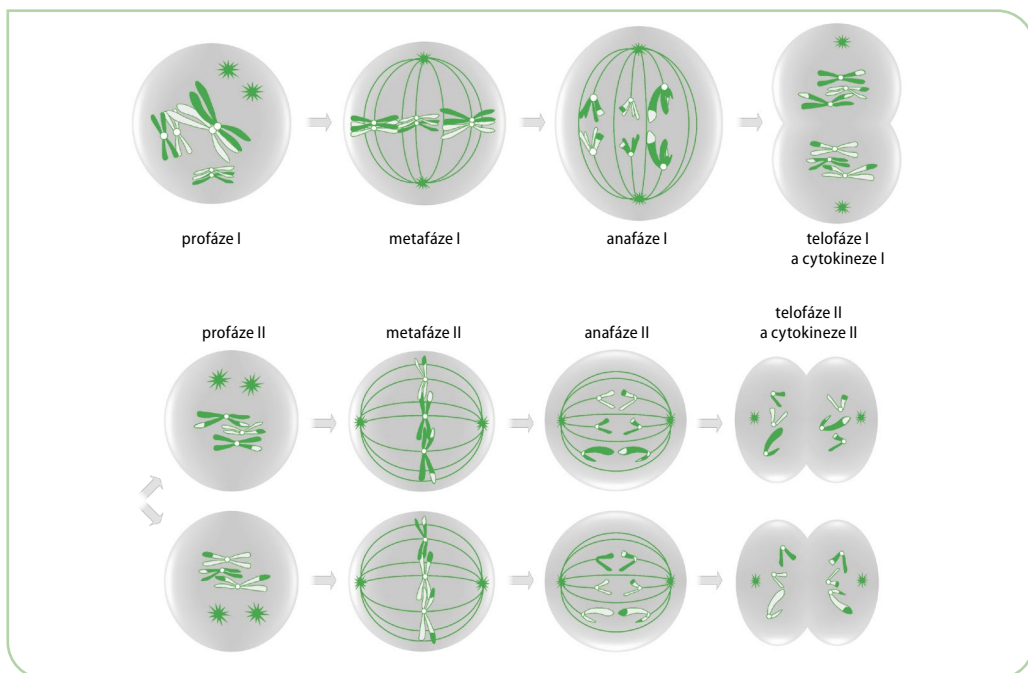 profáze I
metafáze I
anafáze I
telofáze I
a cytokineze I
profáze II
metafáze II
anafáze II
telofáze II
a cytokineze II